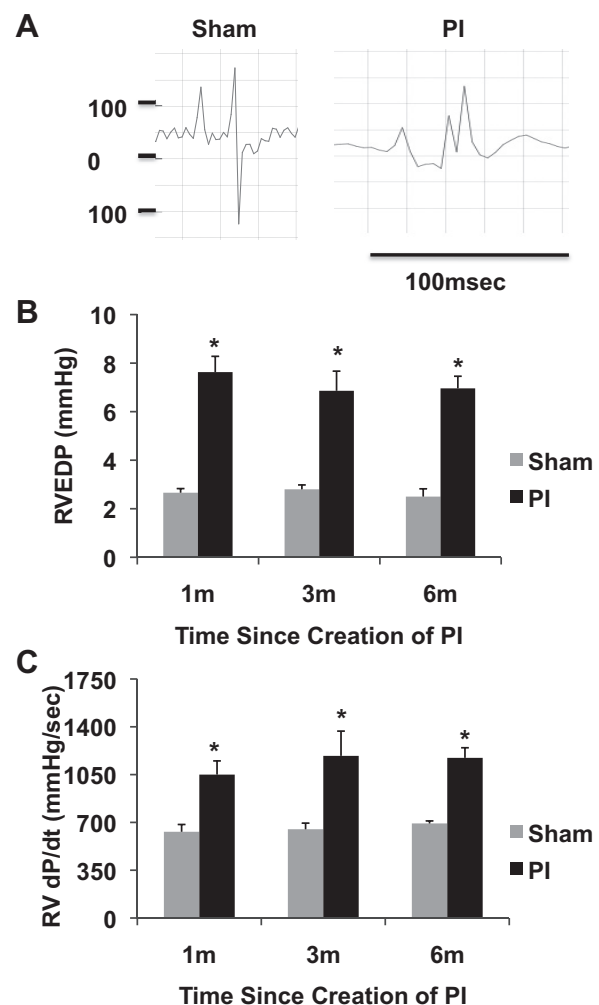 A
Sham
PI
100
0
100
100msec
B
10
8
6
4
2
0
RVEDP (mmHg)
*
*
*
1m
3m
6m
Time Since Creation of PI
Sham
PI
C
1750
1400
1050
700
350
0
RV dP/dt (mmHg/sec)
*
*
*
1m
3m
6m
Time Since Creation of PI
Sham
PI